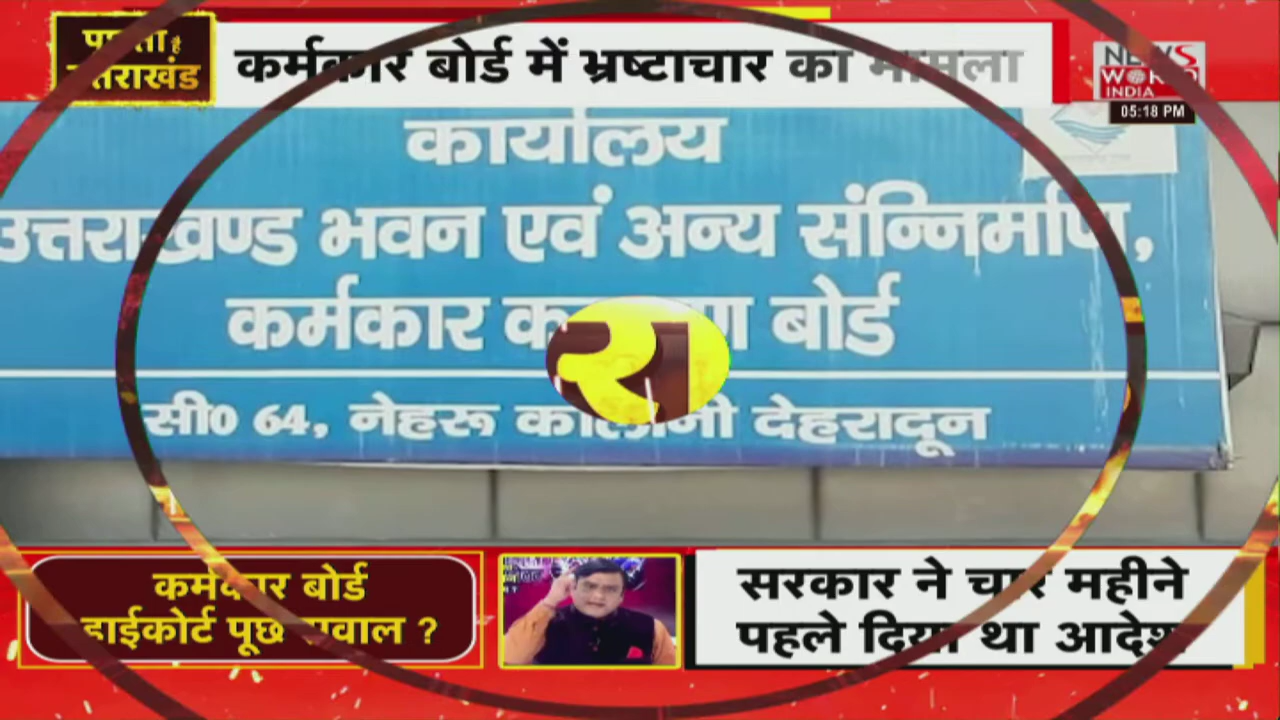 है
कर्मकार बोर्ड में भ्रष्टाचार का मामला
NEWS
WORLD
INDIA
05:18 PM
कार्यालय
उत्तराखण्ड भवन एवं अन्य संन्निर्माण,
कर्मकार बोर्ड
सी0 64, नेहरू देहरादून
रा
कर्मकार बोर्ड
हाईकोर्ट पूछे सवाल ?
सरकार ने चार महीने
पहले दिया था आदेश